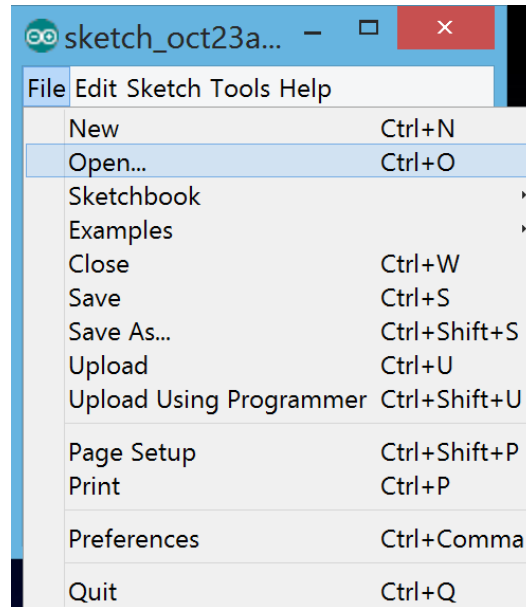 sketch_oct23a...
File Edit Sketch Tools Help
New Ctrl+N
Open... Ctrl+O
Sketchbook
Examples
Close Ctrl+W
Save Ctrl+S
Save As... Ctrl+Shift+S
Upload Ctrl+U
Upload Using Programmer Ctrl+Shift+U
Page Setup Ctrl+Shift+P
Print Ctrl+P
Preferences Ctrl+Comma
Quit Ctrl+Q